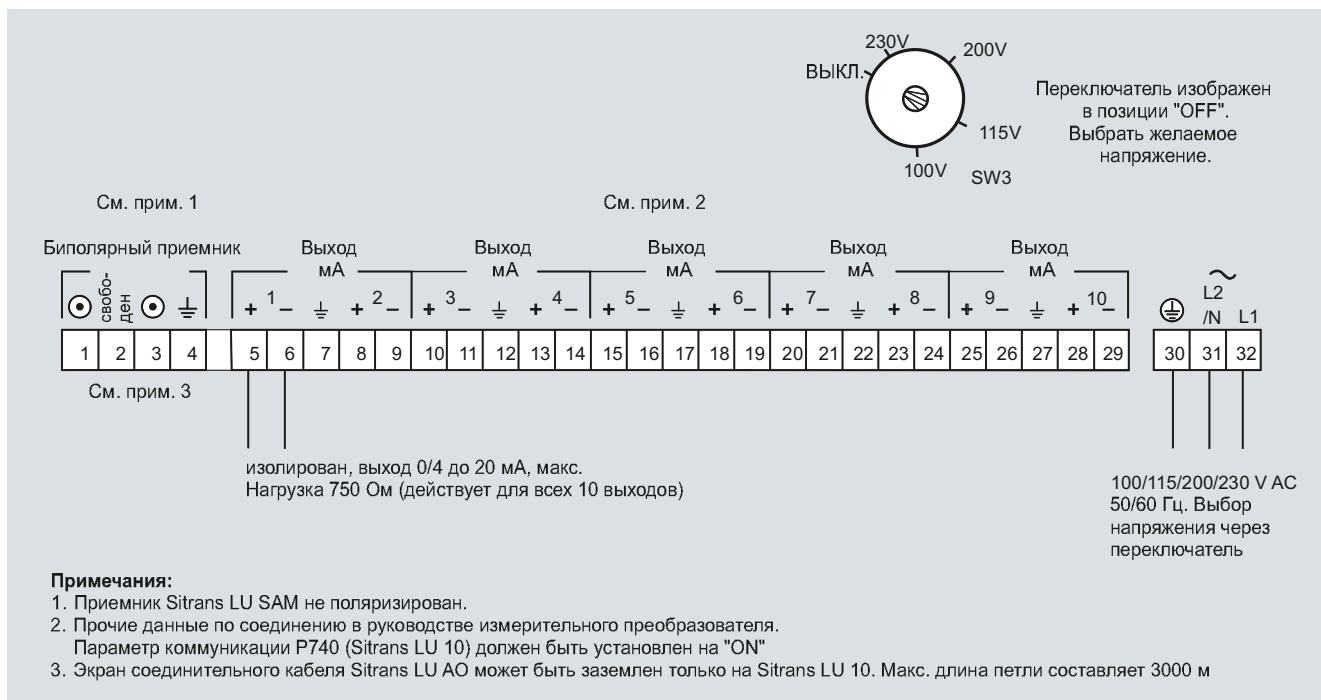 230V
200V
ВЫКЛ.
115V
100V
SW3
Переключатель изображен
в позиции "OFF".
Выбрать желаемое
напряжение.
См. прим. 1
См. прим. 2
Биполярный приемник
свобо-
ден
Выход
мА
Выход
мА
Выход
мА
Выход
мА
Выход
мА
+ 1 – + 2 – + 3 – + 4 – + 5 – + 6 – + 7 – + 8 – + 9 – + 10 –
L2
/N
L1
1 2 3 4 5 6 7 8 9 10 11 12 13 14 15 16 17 18 19 20 21 22 23 24 25 26 27 28 29 30 31 32
См. прим. 3
изолирован, выход 0/4 до 20 мА, макс.
Нагрузка 750 Ом (действует для всех 10 выходов)
100/115/200/230 V AC
50/60 Гц. Выбор
напряжения через
переключатель
Примечания:
1. Приемник Sitrans LU SAM не поляризирован.
2. Прочие данные по соединению в руководстве измерительного преобразователя.
Параметр коммуникации P740 (Sitrans LU 10) должен быть установлен на "ON"
3. Экран соединительного кабеля Sitrans LU AO может быть заземлен только на Sitrans LU 10. Макс. длина петли составляет 3000 м